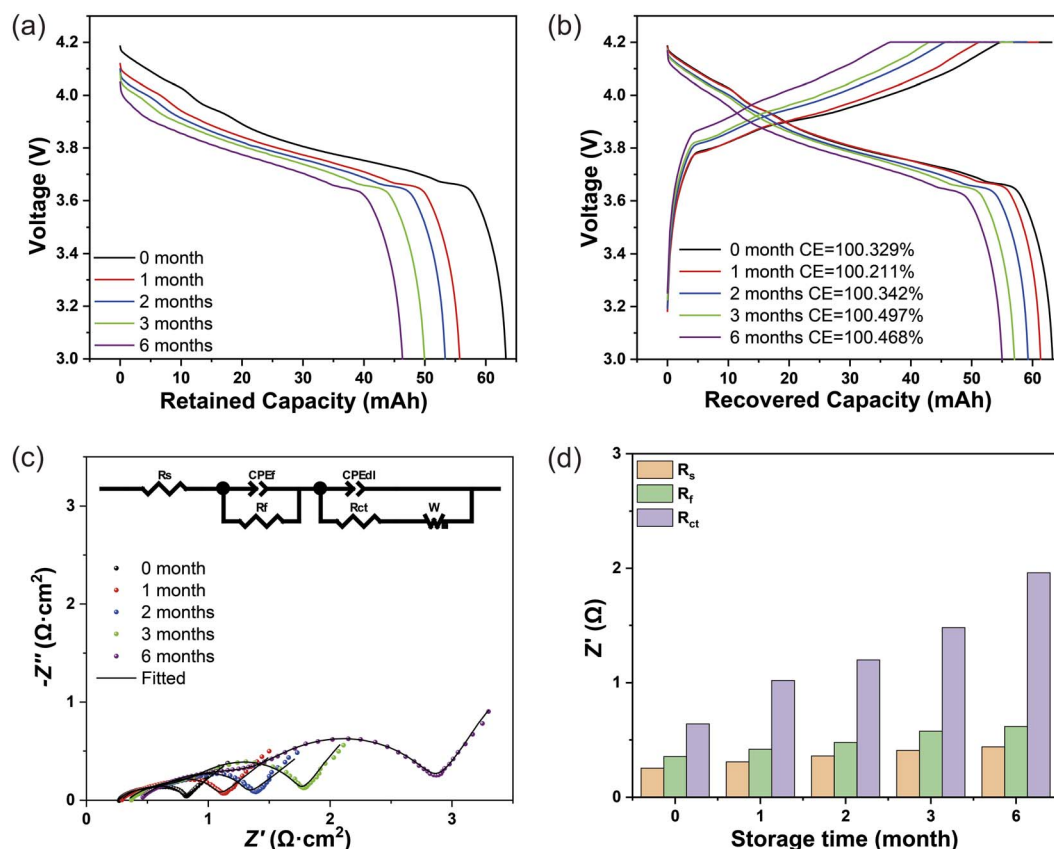 (a)
4.2
4.0
3.8
3.6
3.4
3.2
3.0
Voltage (V)
0 month
1 month
2 months
3 months
6 months
0 10 20 30 40 50 60
Retained Capacity (mAh)
(b)
4.2
4.0
3.8
3.6
3.4
3.2
3.0
Voltage (V)
0 month CE=100.329%
1 month CE=100.211%
2 months CE=100.342%
3 months CE=100.497%
6 months CE=100.468%
0 10 20 30 40 50 60
Recovered Capacity (mAh)
(c)
3
2
1
0
-Z'' (Ω·cm²)
Rs CPEf CPEdl
Rf Rct W
0 month
1 month
2 months
3 months
6 months
Fitted
0 1 2 3
Z' (Ω·cm²)
(d)
3
2
1
0
Z' (Ω)
Rs
Rf
Rct
0 1 2 3 6
Storage time (month)